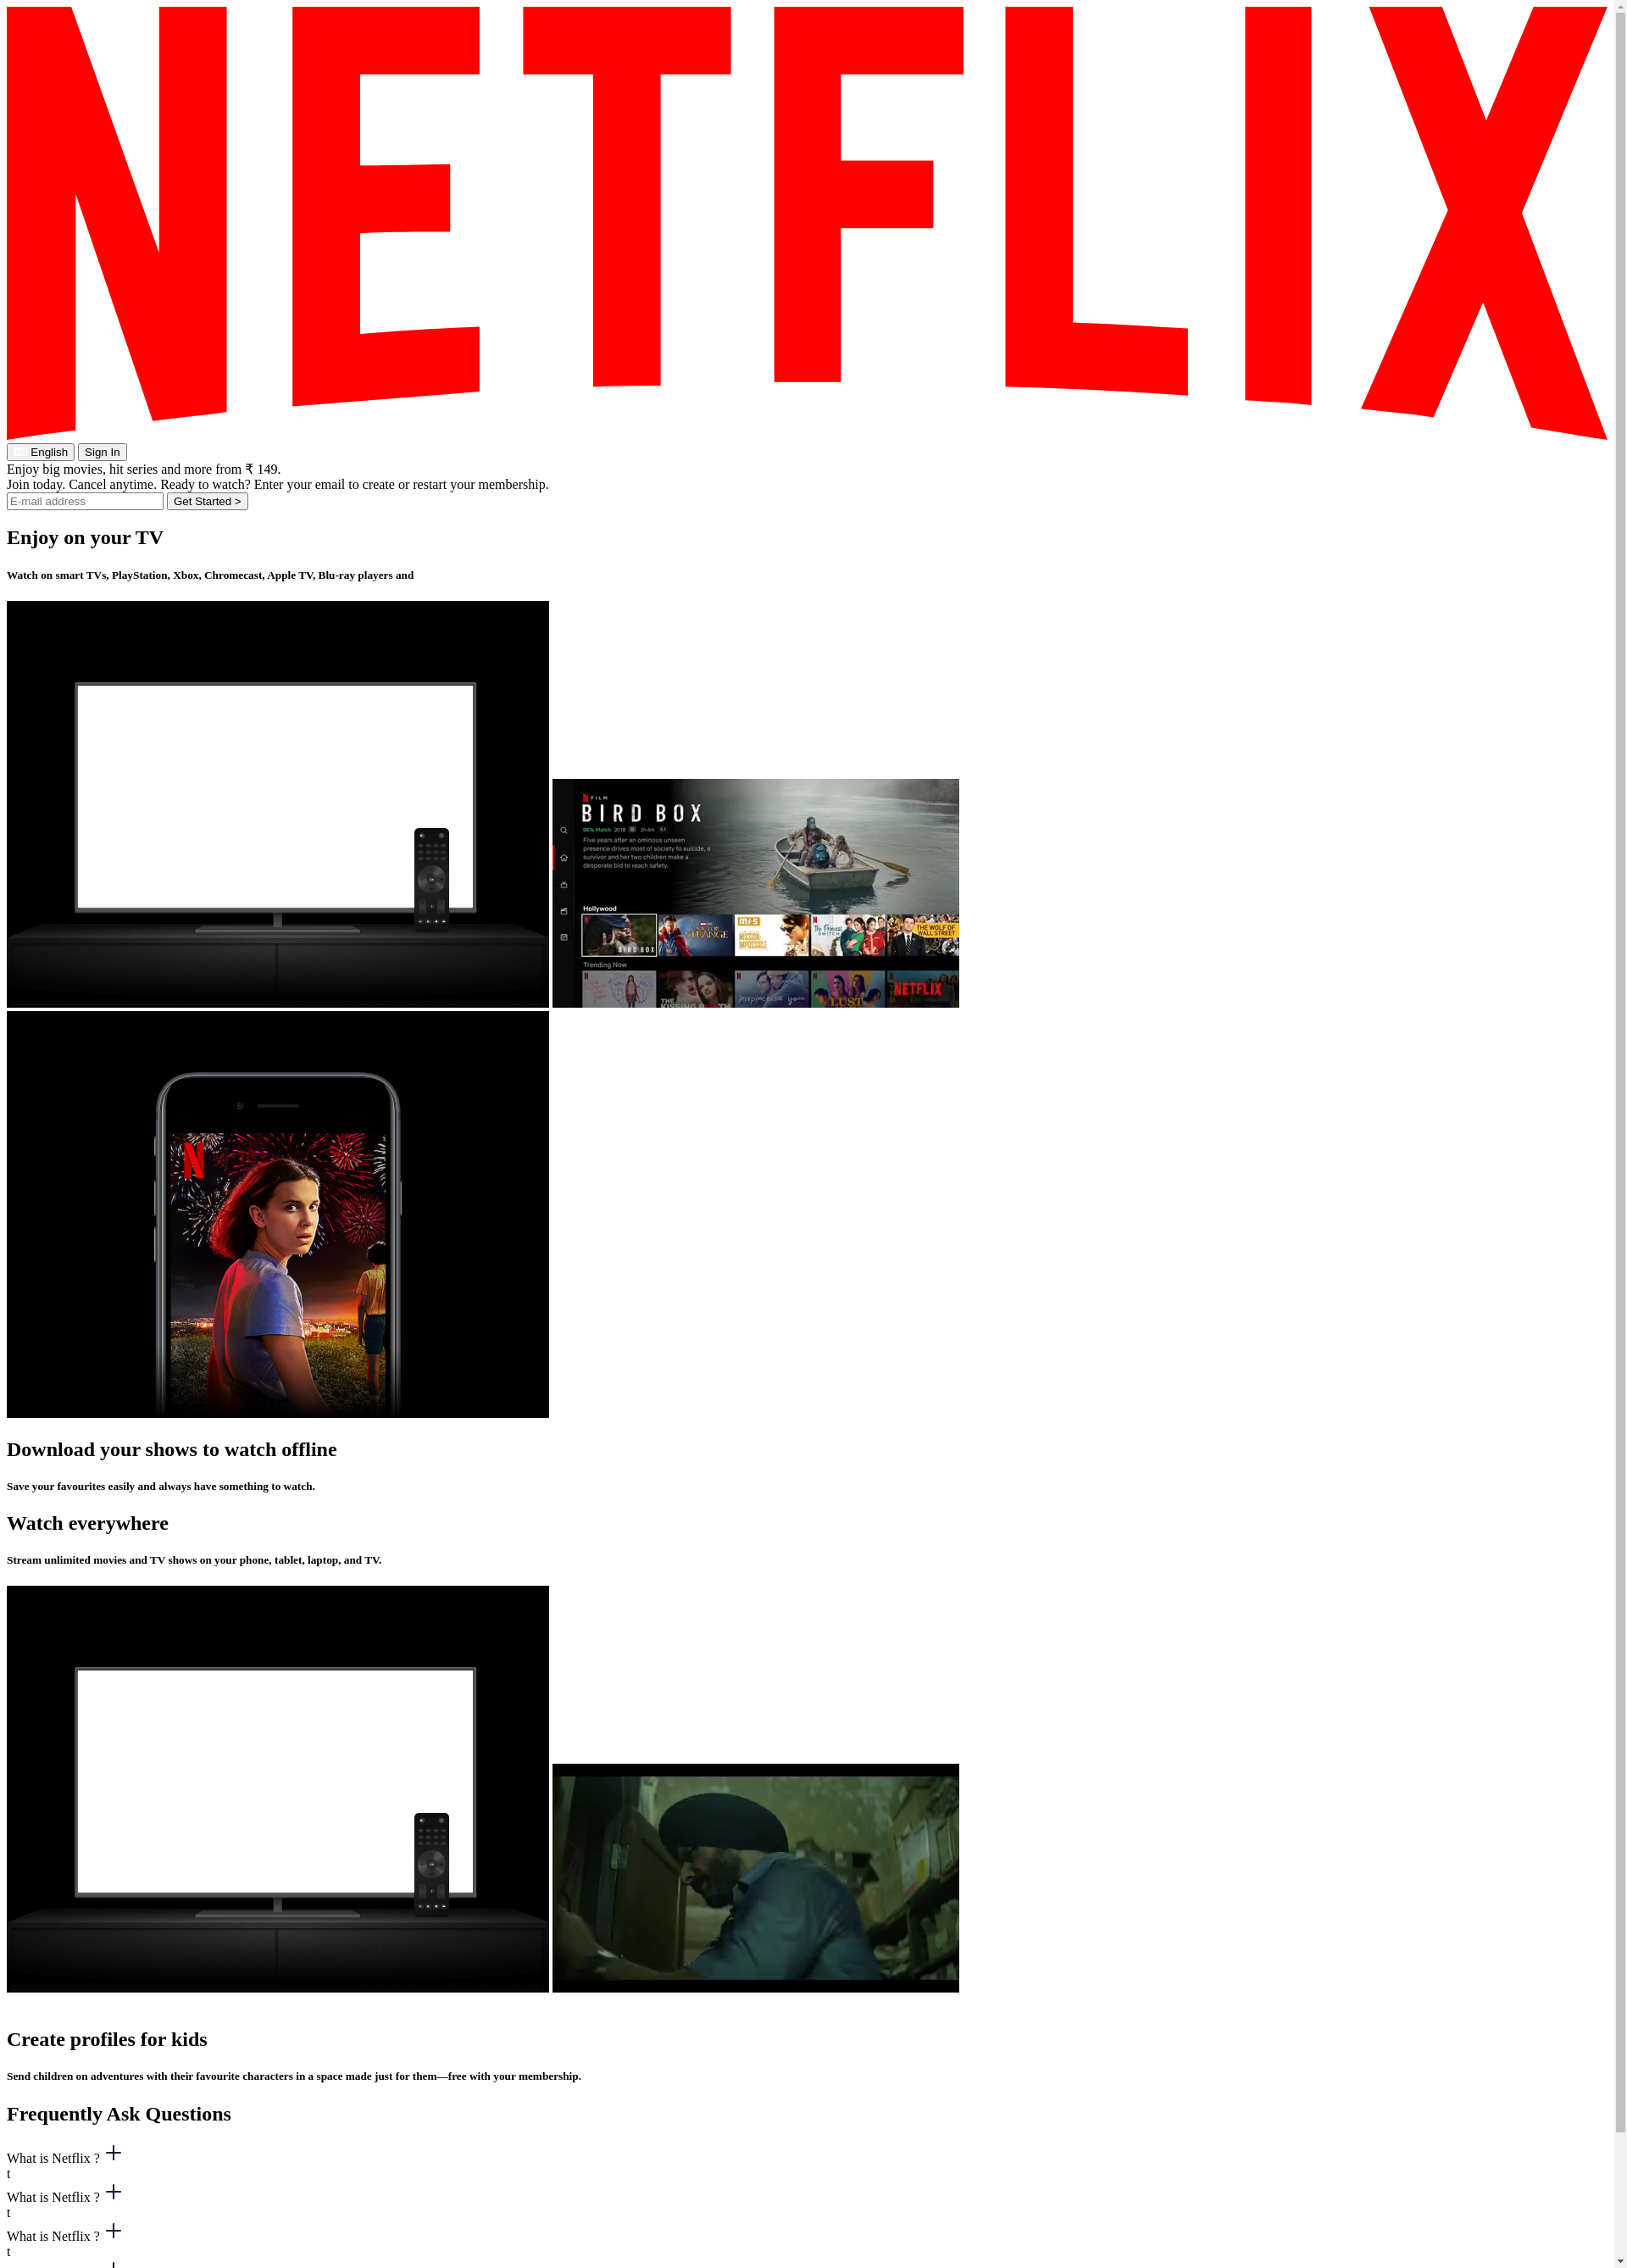 NETFLIX
English Sign In
Enjoy big movies, hit series and more from ₹ 149.
Join today. Cancel anytime. Ready to watch? Enter your email to create or restart your membership.
E-mail address Get Started >
Enjoy on your TV
Watch on smart TVs, PlayStation, Xbox, Chromecast, Apple TV, Blu-ray players and
N FILM
BIRD BOX
98% Match 2018 2h 4m
Five years after an ominous unseen
presence drives most of society to suicide, a
survivor and her two children make a
desperate bid to reach safety.
Hollywood
BIRD BOX
STRANGE
M:I-5
MISSION IMPOSSIBLE
The Princess SWITCH
THE WOLF OF WALL STREET
Trending Now
THE KISSING BOOTH
irreplaceable you
LUST
NETFLIX
N
Download your shows to watch offline
Save your favourites easily and always have something to watch.
Watch everywhere
Stream unlimited movies and TV shows on your phone, tablet, laptop, and TV.
Create profiles for kids
Send children on adventures with their favourite characters in a space made just for them—free with your membership.
Frequently Ask Questions
What is Netflix ?
t
What is Netflix ?
t
What is Netflix ?
t